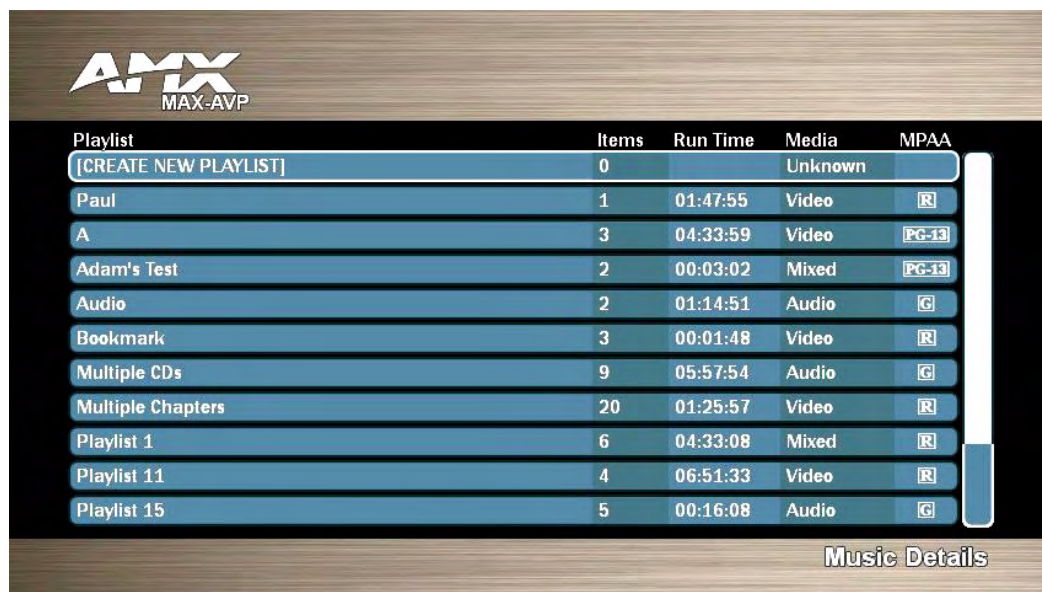 AMX
MAX-AVP
Playlist Items Run Time Media MPAA
[CREATE NEW PLAYLIST] 0 Unknown
Paul 1 01:47:55 Video R
A 3 04:33:59 Video PG-13
Adam's Test 2 00:03:02 Mixed PG-13
Audio 2 01:14:51 Audio G
Bookmark 3 00:01:48 Video R
Multiple CDs 9 05:57:54 Audio G
Multiple Chapters 20 01:25:57 Video R
Playlist 1 6 04:33:08 Mixed R
Playlist 11 4 06:51:33 Video R
Playlist 15 5 00:16:08 Audio G
Music Details